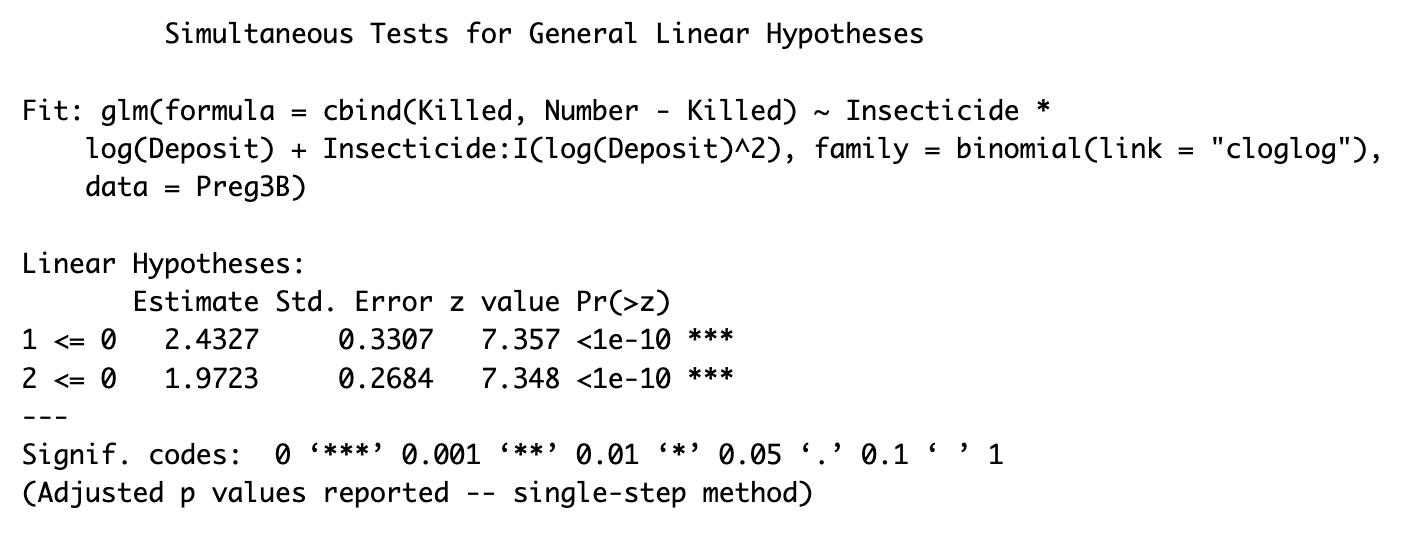 Simultaneous Tests for General Linear Hypotheses
Fit: glm(formula = cbind(Killed, Number - Killed) ~ Insecticide *
log(Deposit) + Insecticide:I(log(Deposit)^2), family = binomial(link = "cloglog"),
data = Preg3B)
Linear Hypotheses:
Estimate Std. Error z value Pr(>z)
1 <= 0 2.4327 0.3307 7.357 <1e-10 ***
2 <= 0 1.9723 0.2684 7.348 <1e-10 ***
---
Signif. codes: 0 ‘***’ 0.001 ‘**’ 0.01 ‘*’ 0.05 ‘.’ 0.1 ‘ ’ 1
(Adjusted p values reported -- single-step method)